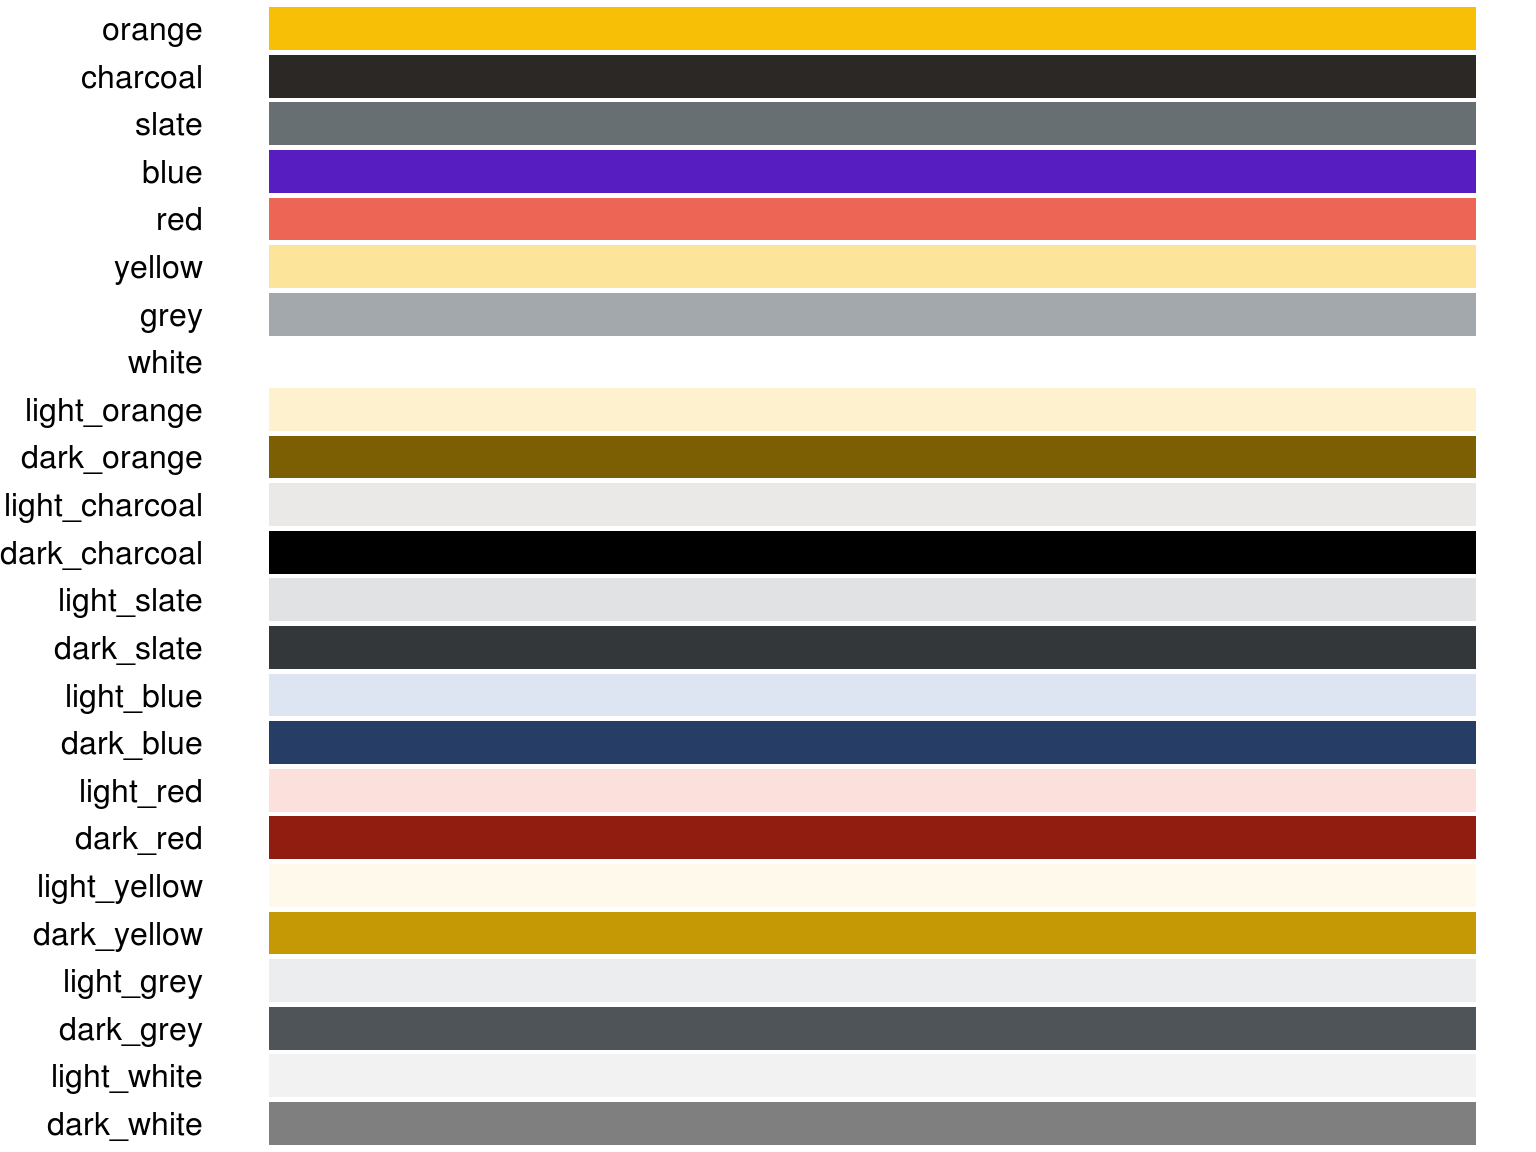 orange
charcoal
slate
blue
red
yellow
grey
white
light_orange
dark_orange
light_charcoal
dark_charcoal
light_slate
dark_slate
light_blue
dark_blue
light_red
dark_red
light_yellow
dark_yellow
light_grey
dark_grey
light_white
dark_white